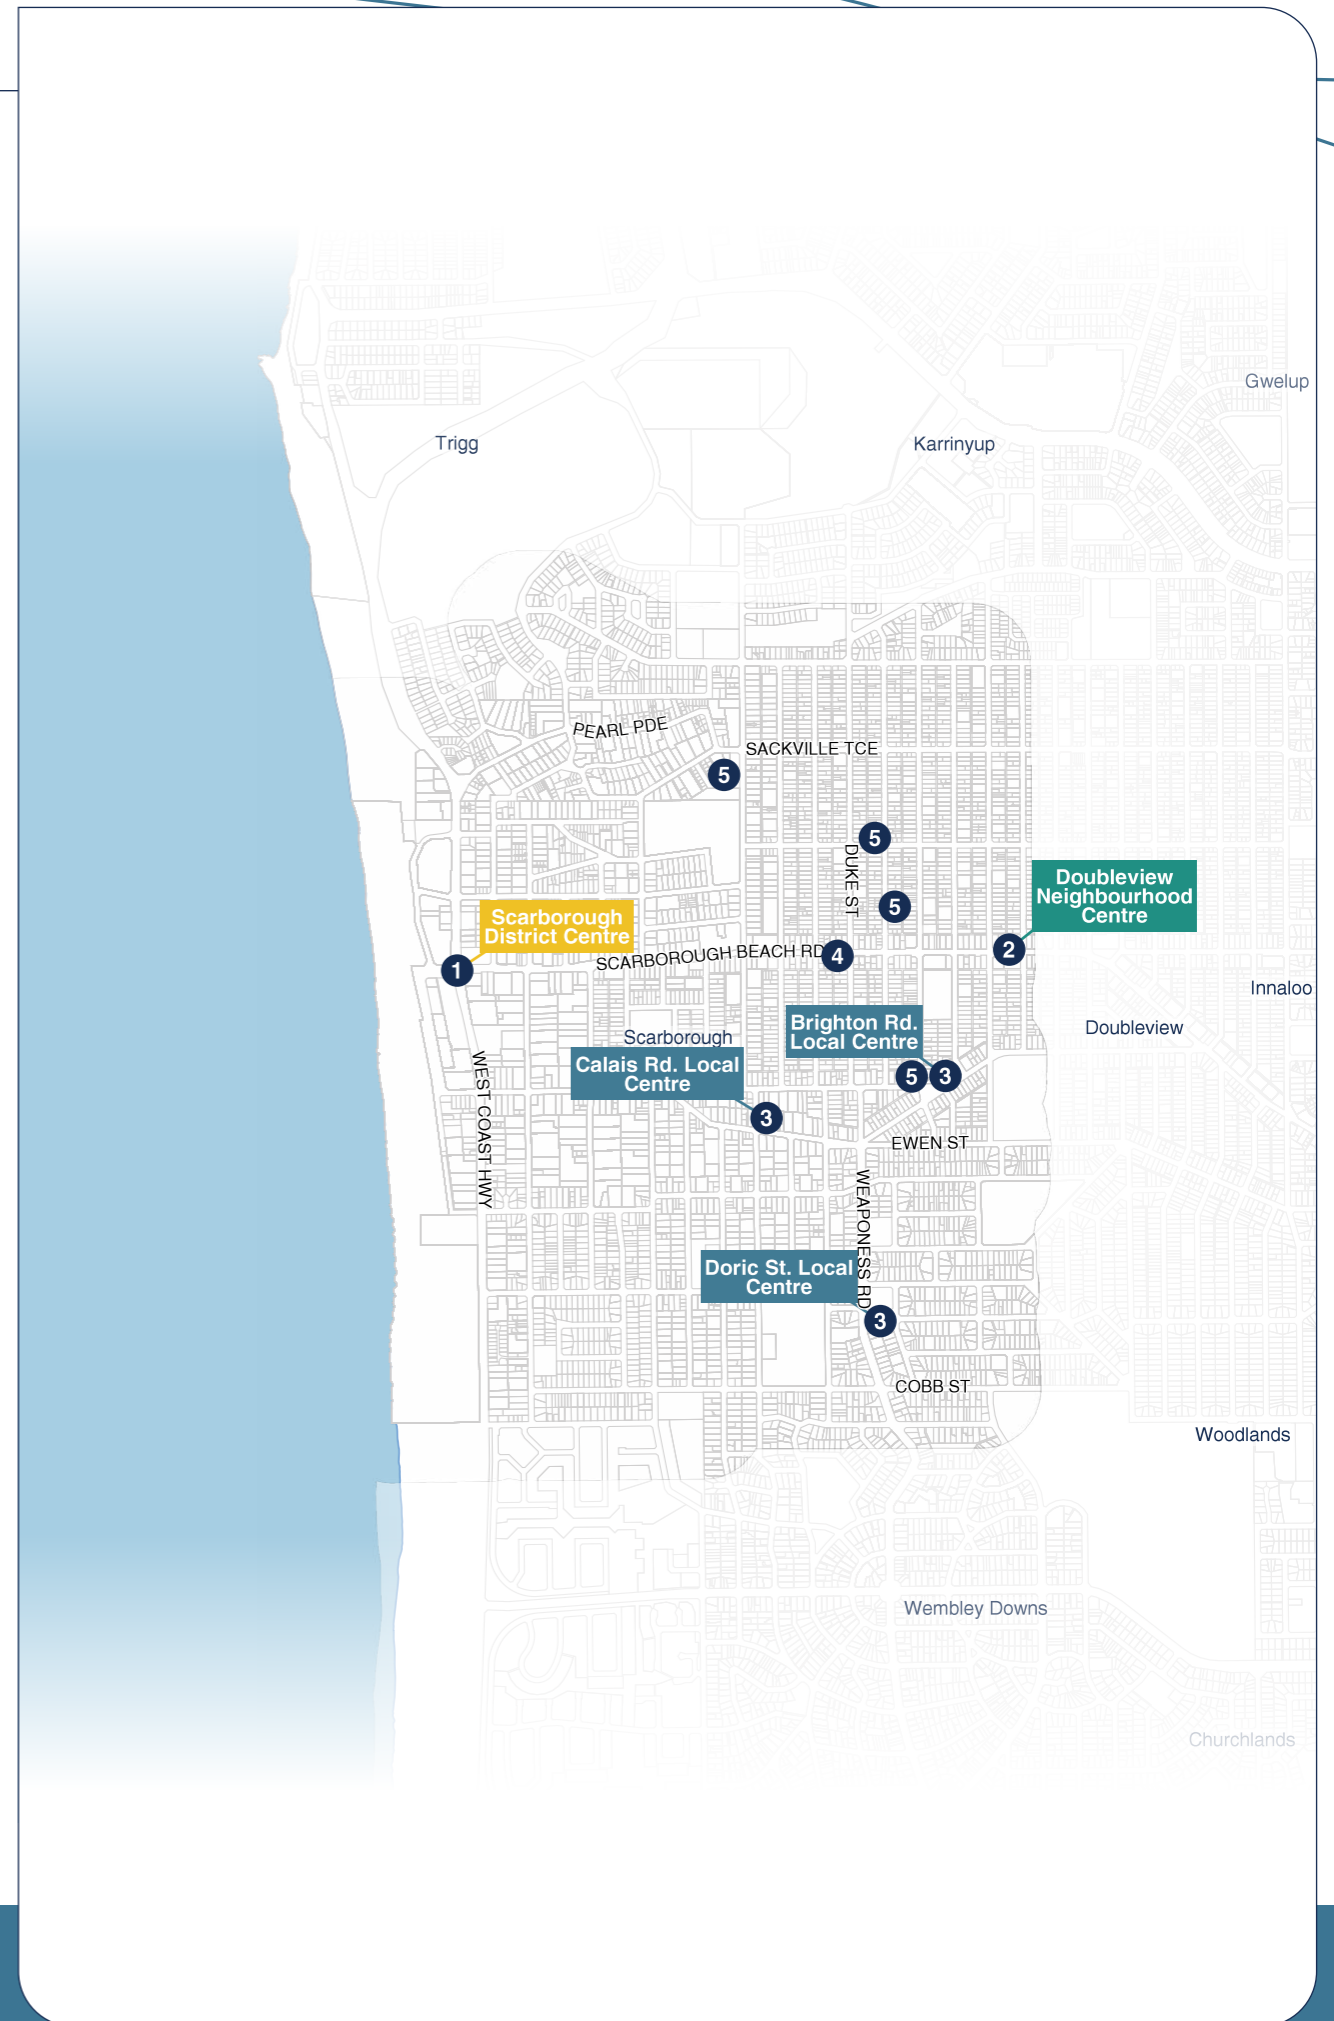 Gwelup
Trigg
Karrinyup
PEARL PDE
SACKVILLE TCE
5
5
DUKE ST
Doubleview
Neighbourhood
Centre
5
Scarborough
District Centre
SCARBOROUGH BEACH RD
4
2
1
Innaloo
Brighton Rd.
Local Centre
Doubleview
Scarborough
Calais Rd. Local
Centre
5
3
WEST COAST HWY
3
EWEN ST
WEAPONESS RD
Doric St. Local
Centre
3
COBB ST
Woodlands
Wembley Downs
Churchlands